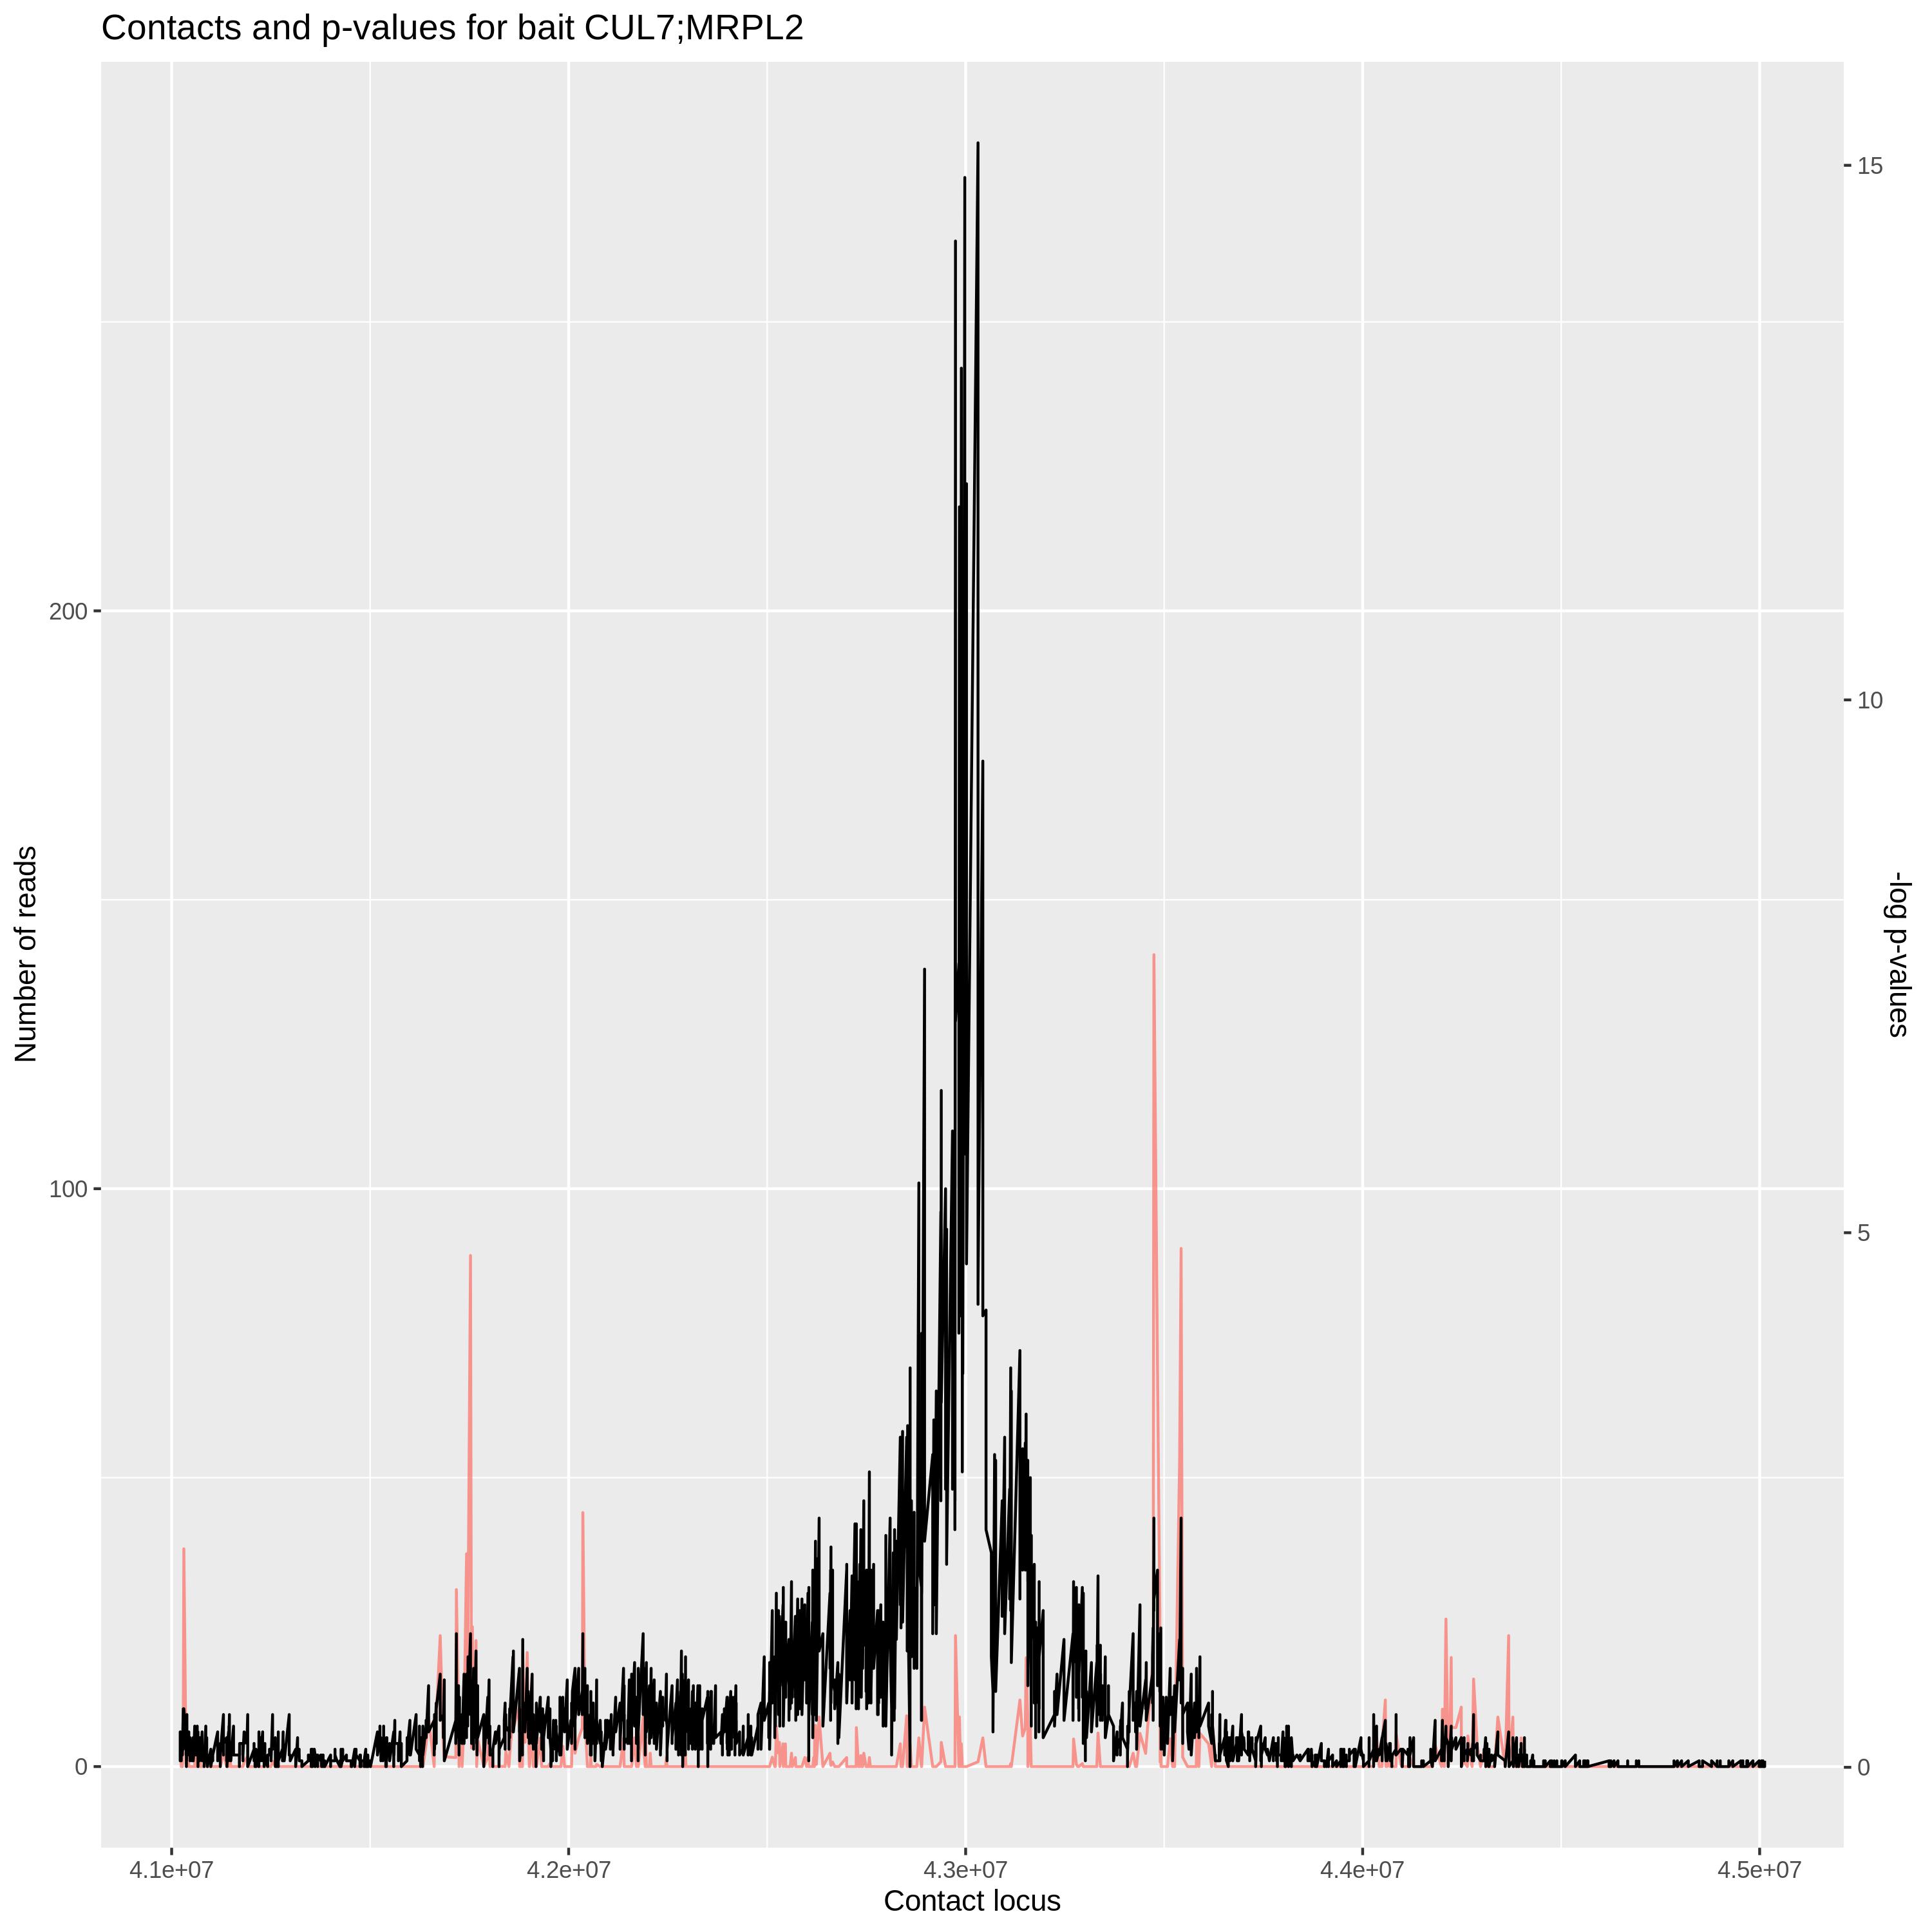 Contacts and p-values for bait CUL7;MRPL2
15
200
10
Number of reads
-log p-values
100
5
0
0
4.1e+07
4.2e+07
4.3e+07
4.4e+07
4.5e+07
Contact locus